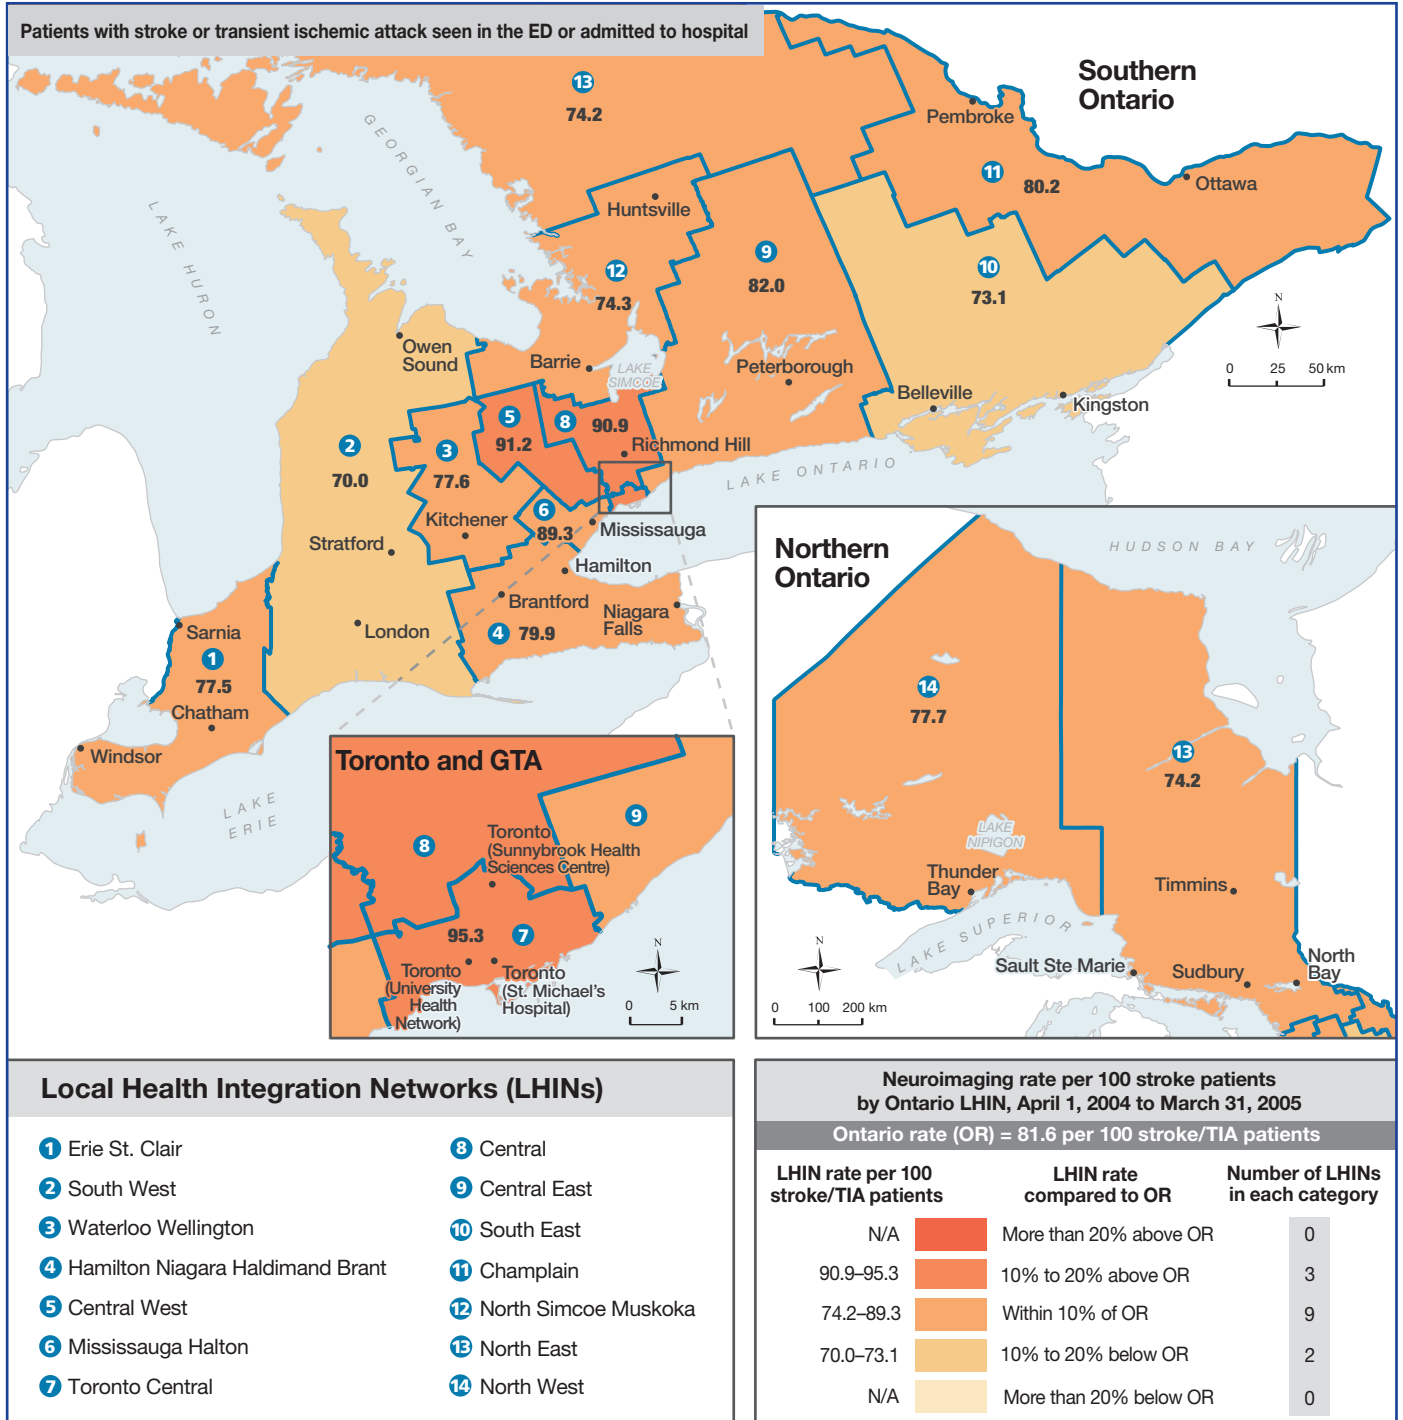 Patients with stroke or transient ischemic attack seen in the ED or admitted to hospital
Southern
Ontario
13
74.2
GEORGIAN BAY
LAKE HURON
Pembroke
11
80.2
Ottawa
Huntsville
12
74.3
9
82.0
10
73.1
N
0 25 50 km
Owen
Sound
Barrie
LAKE
SIMCOE
Peterborough
Belleville
Kingston
5
91.2
8
90.9
Richmond Hill
2
70.0
3
77.6
LAKE ONTARIO
Kitchener
6
89.3
Mississauga
Stratford
Hamilton
Brantford
Niagara
Falls
4 79.9
London
Sarnia
1
77.5
Chatham
Windsor
LAKE
ERIE
Toronto and GTA
8
9
Toronto
(Sunnybrook Health
Sciences Centre)
95.3
7
Toronto
(University
Health
Network)
Toronto
(St. Michael's
Hospital)
N
0 5 km
Northern
Ontario
HUDSON BAY
14
77.7
13
74.2
LAKE
NIPIGON
Thunder
Bay
Timmins
LAKE SUPERIOR
Sault Ste Marie
Sudbury
North
Bay
N
0 100 200 km
Local Health Integration Networks (LHINs)
1 Erie St. Clair
2 South West
3 Waterloo Wellington
4 Hamilton Niagara Haldimand Brant
5 Central West
6 Mississauga Halton
7 Toronto Central
8 Central
9 Central East
10 South East
11 Champlain
12 North Simcoe Muskoka
13 North East
14 North West
Neuroimaging rate per 100 stroke patients
by Ontario LHIN, April 1, 2004 to March 31, 2005
Ontario rate (OR) = 81.6 per 100 stroke/TIA patients
LHIN rate per 100
stroke/TIA patients
LHIN rate
compared to OR
Number of LHINs
in each category
N/A More than 20% above OR 0
90.9–95.3 10% to 20% above OR 3
74.2–89.3 Within 10% of OR 9
70.0–73.1 10% to 20% below OR 2
N/A More than 20% below OR 0